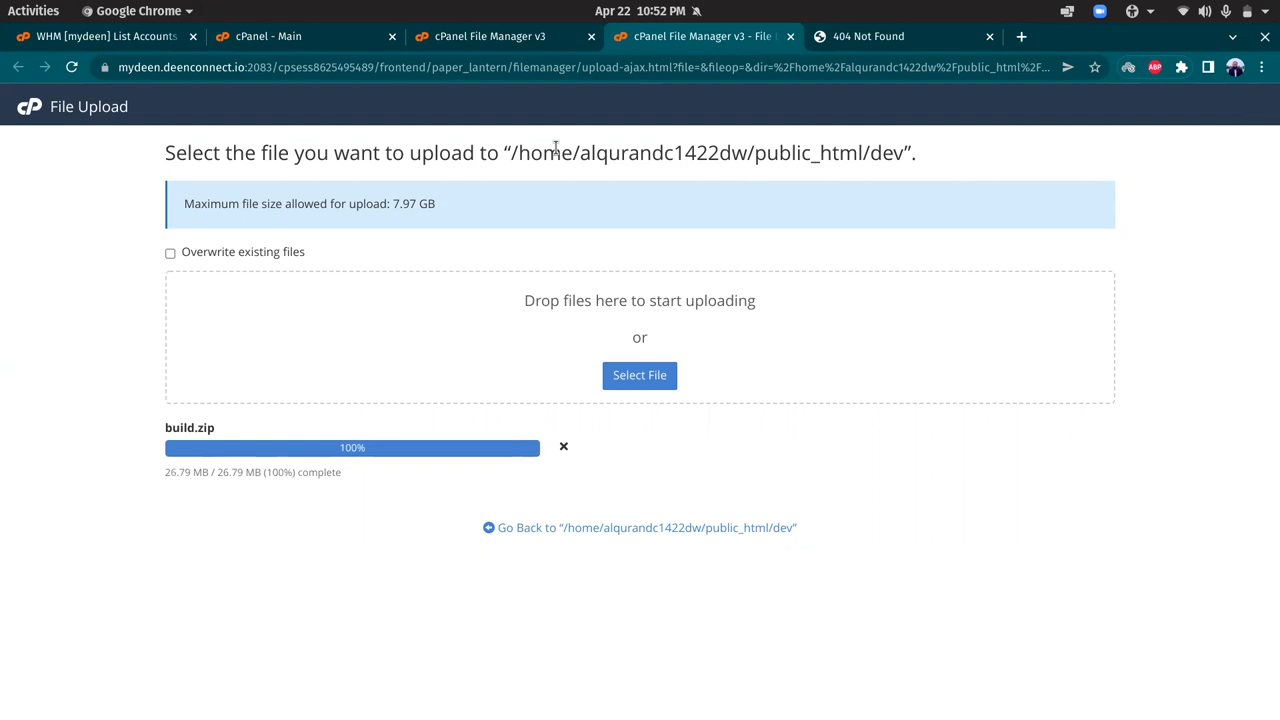 Activities Google Chrome Apr 22 10:52 PM
WHM [mydeen] List Accounts cPanel - Main cPanel File Manager v3 cPanel File Manager v3 - File 404 Not Found
mydeen.deenconnect.io:2083/cpsess8625495489/frontend/paper_lantern/filemanager/upload-ajax.html?file=&fileop=&dir=%2Fhome%2Falqurandc1422dw%2Fpublic_html%2F... ABP
cP File Upload
Select the file you want to upload to “/home/alqurandc1422dw/public_html/dev”.
Maximum file size allowed for upload: 7.97 GB
Overwrite existing files
Drop files here to start uploading
or
Select File
build.zip
100%
26.79 MB / 26.79 MB (100%) complete
Go Back to “/home/alqurandc1422dw/public_html/dev”